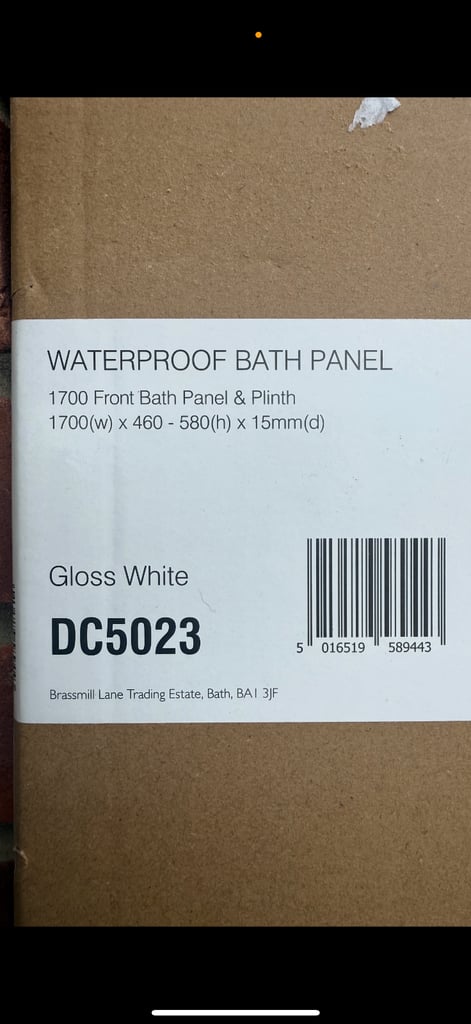 WATERPROOF BATH PANEL
1700 Front Bath Panel & Plinth
1700(w) x 460 - 580(h) x 15mm(d)
Gloss White
DC5023
5 016519 589443
Brassmill Lane Trading Estate, Bath, BA1 3JF